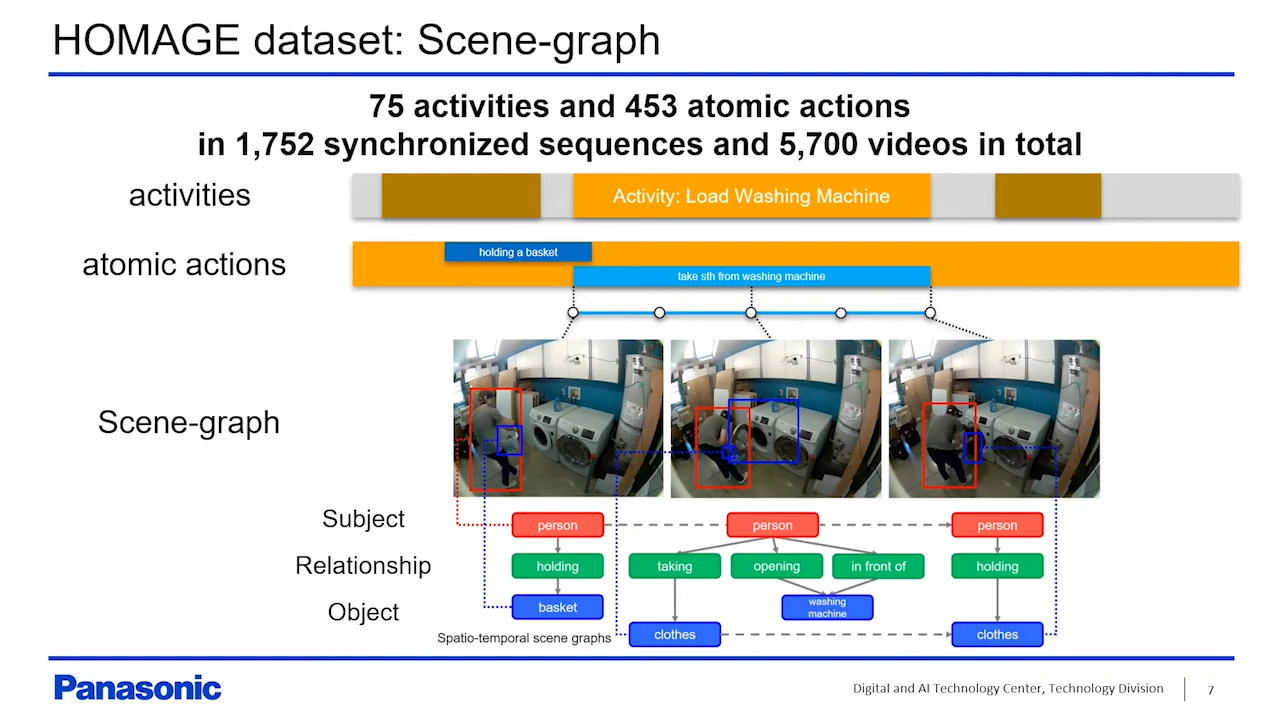 HOMAGE dataset: Scene-graph
75 activities and 453 atomic actions
in 1,752 synchronized sequences and 5,700 videos in total
activities
Activity: Load Washing Machine
atomic actions
holding a basket
take sth from washing machine
Scene-graph
Subject
person
person
person
Relationship
holding
taking
opening
in front of
holding
Object
basket
washing
machine
Spatio-temporal scene graphs
clothes
clothes
Panasonic
Digital and AI Technology Center, Technology Division
7